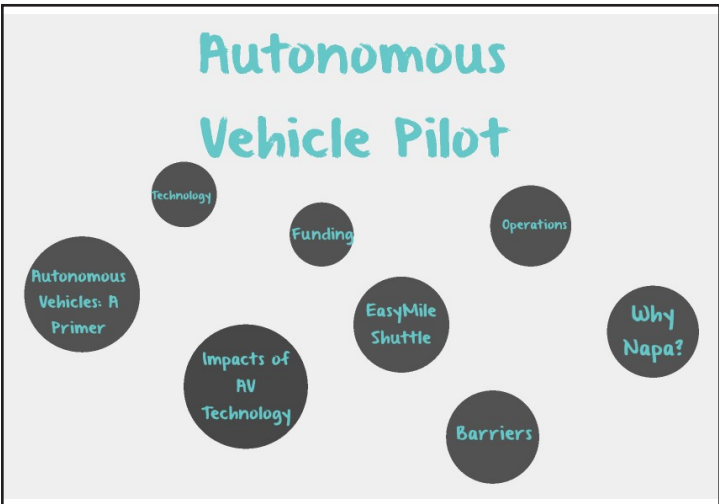 Autonomous
Vehicle Pilot
Technology
Funding
Operations
Autonomous
Vehicles: A
Primer
EasyMile
Shuttle
Why
Napa?
Impacts of
AV
Technology
Barriers